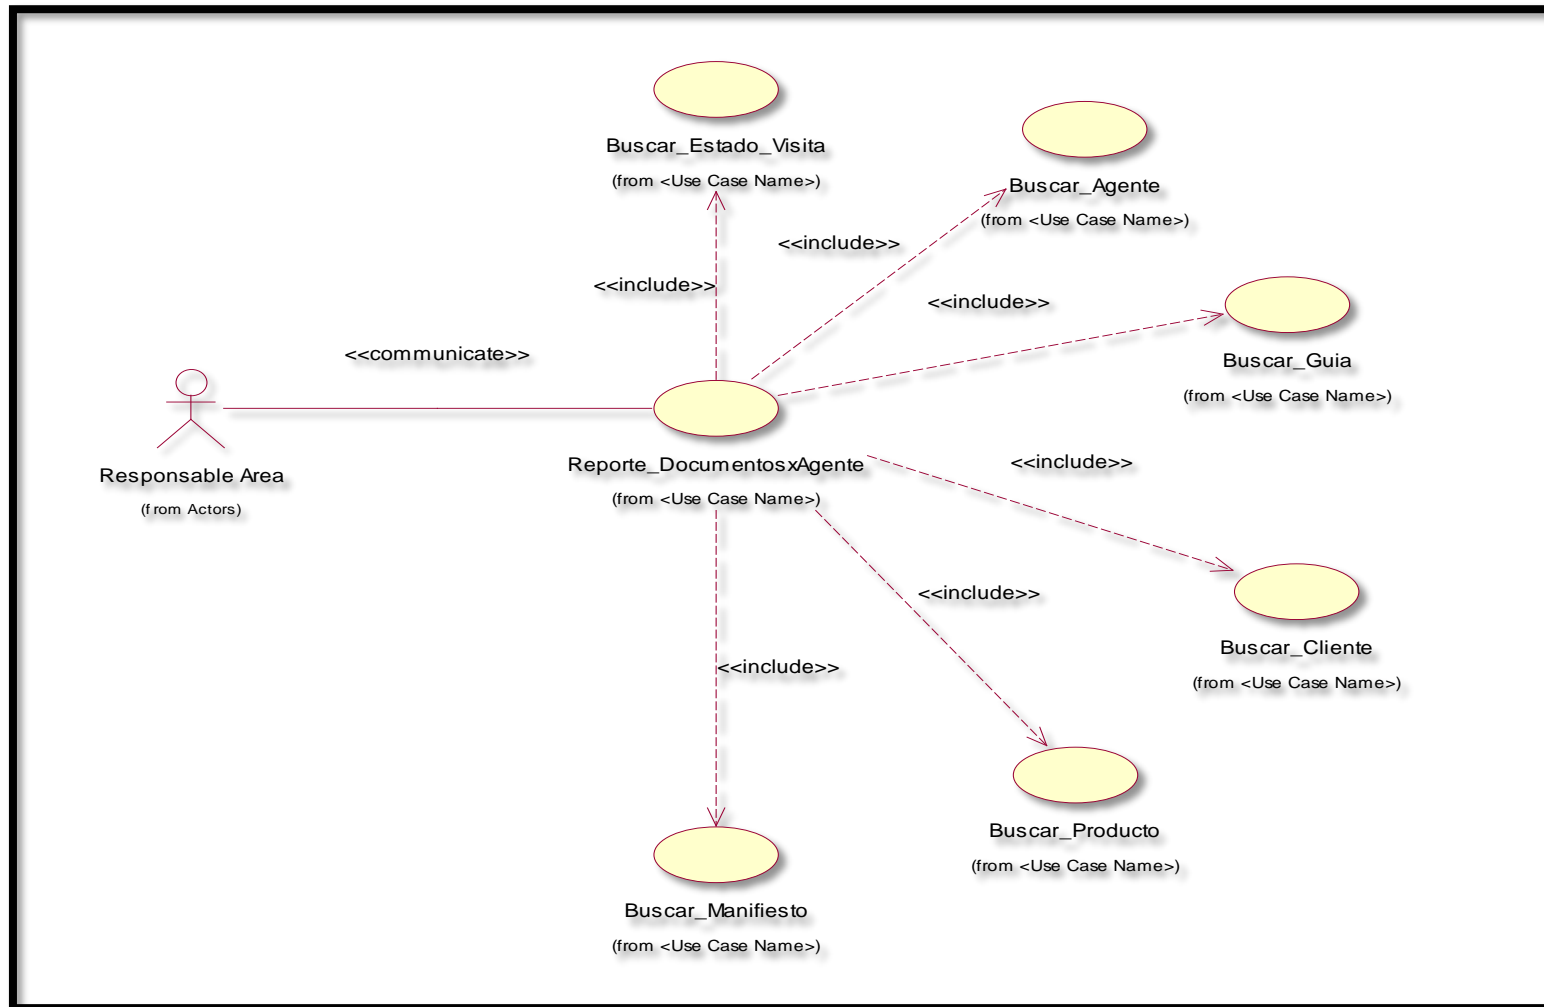 Buscar_Estado_Visita
(from <Use Case Name>)
Buscar_Agente
(from <Use Case Name>)
<<include>>
<<include>>
<<include>>
Buscar_Guia
(from <Use Case Name>)
<<communicate>>
Responsable Area
(from Actors)
Reporte_DocumentosxAgente
(from <Use Case Name>)
<<include>>
<<include>>
<<include>>
Buscar_Cliente
(from <Use Case Name>)
Buscar_Producto
(from <Use Case Name>)
Buscar_Manifiesto
(from <Use Case Name>)